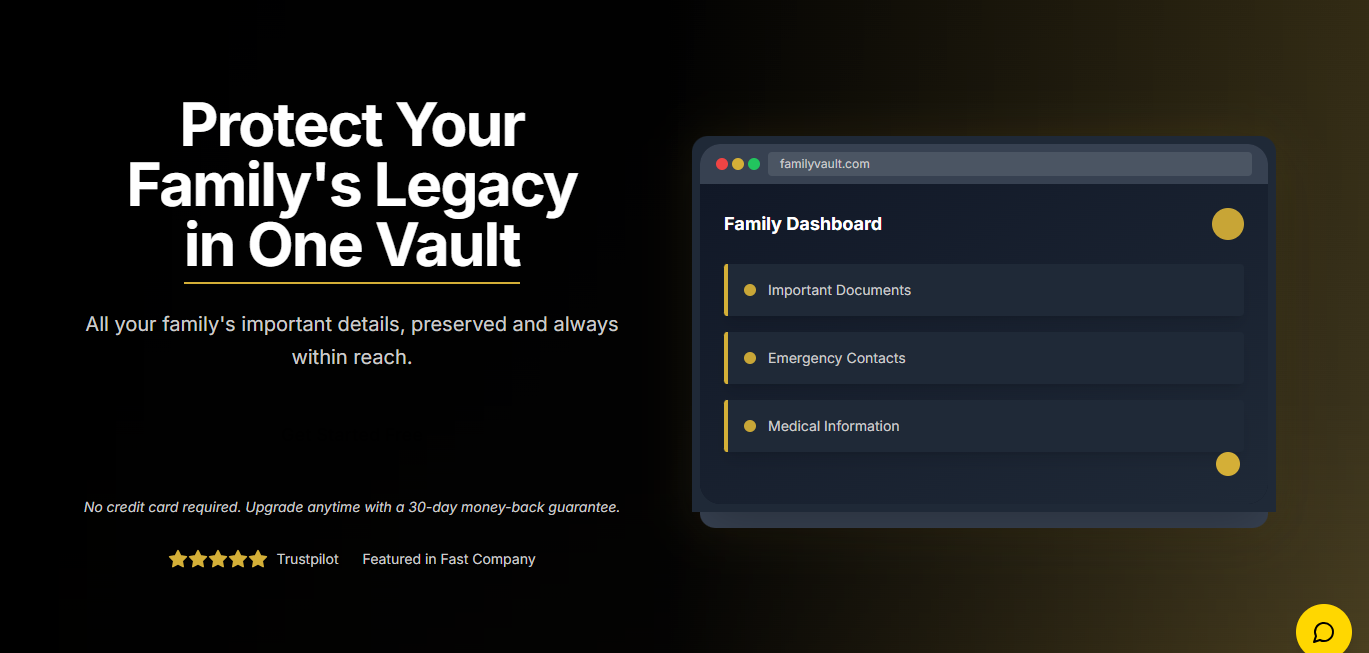 Protect Your
Family's Legacy
in One Vault
All your family's important details, preserved and always
within reach.
No credit card required. Upgrade anytime with a 30-day money-back guarantee.
Trustpilot Featured in Fast Company
familyvault.com
Family Dashboard
Important Documents
Emergency Contacts
Medical Information